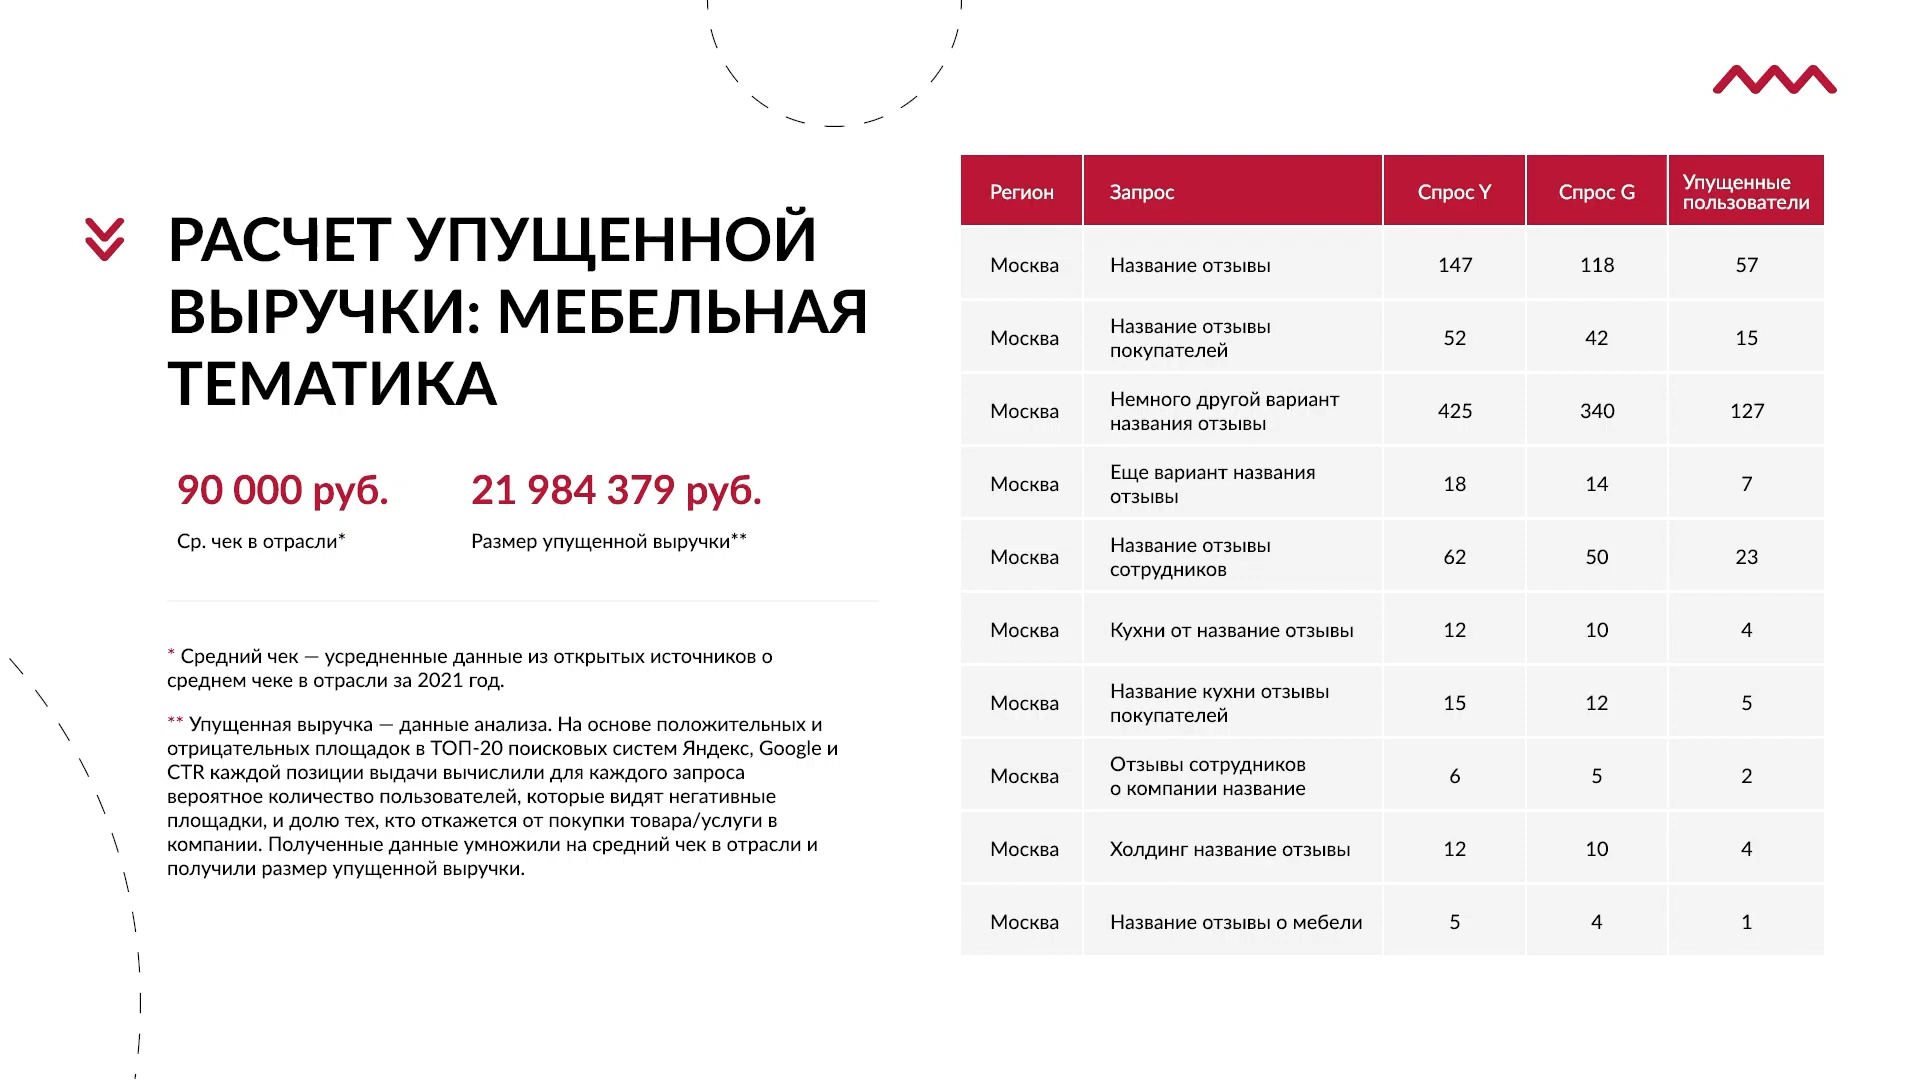 РАСЧЕТ УПУЩЕННОЙ
ВЫРУЧКИ: МЕБЕЛЬНАЯ
ТЕМАТИКА
90 000 руб.
Ср. чек в отрасли*
21 984 379 руб.
Размер упущенной выручки**
* Средний чек — усредненные данные из открытых источников о
среднем чеке в отрасли за 2021 год.
** Упущенная выручка — данные анализа. На основе положительных и
отрицательных площадок в ТОП-20 поисковых систем Яндекс, Google и
CTR каждой позиции выдачи вычислили для каждого запроса
вероятное количество пользователей, которые видят негативные
площадки, и долю тех, кто откажется от покупки товара/услуги в
компании. Полученные данные умножили на средний чек в отрасли и
получили размер упущенной выручки.
Регион Запрос Спрос Y Спрос G Упущенные
пользователи
Москва Название отзывы 147 118 57
Москва Название отзывы
покупателей 52 42 15
Москва Немного другой вариант
названия отзывы 425 340 127
Москва Еще вариант названия
отзывы 18 14 7
Москва Название отзывы
сотрудников 62 50 23
Москва Кухни от название отзывы 12 10 4
Москва Название кухни отзывы
покупателей 15 12 5
Москва Отзывы сотрудников
о компании название 6 5 2
Москва Холдинг название отзывы 12 10 4
Москва Название отзывы о мебели 5 4 1